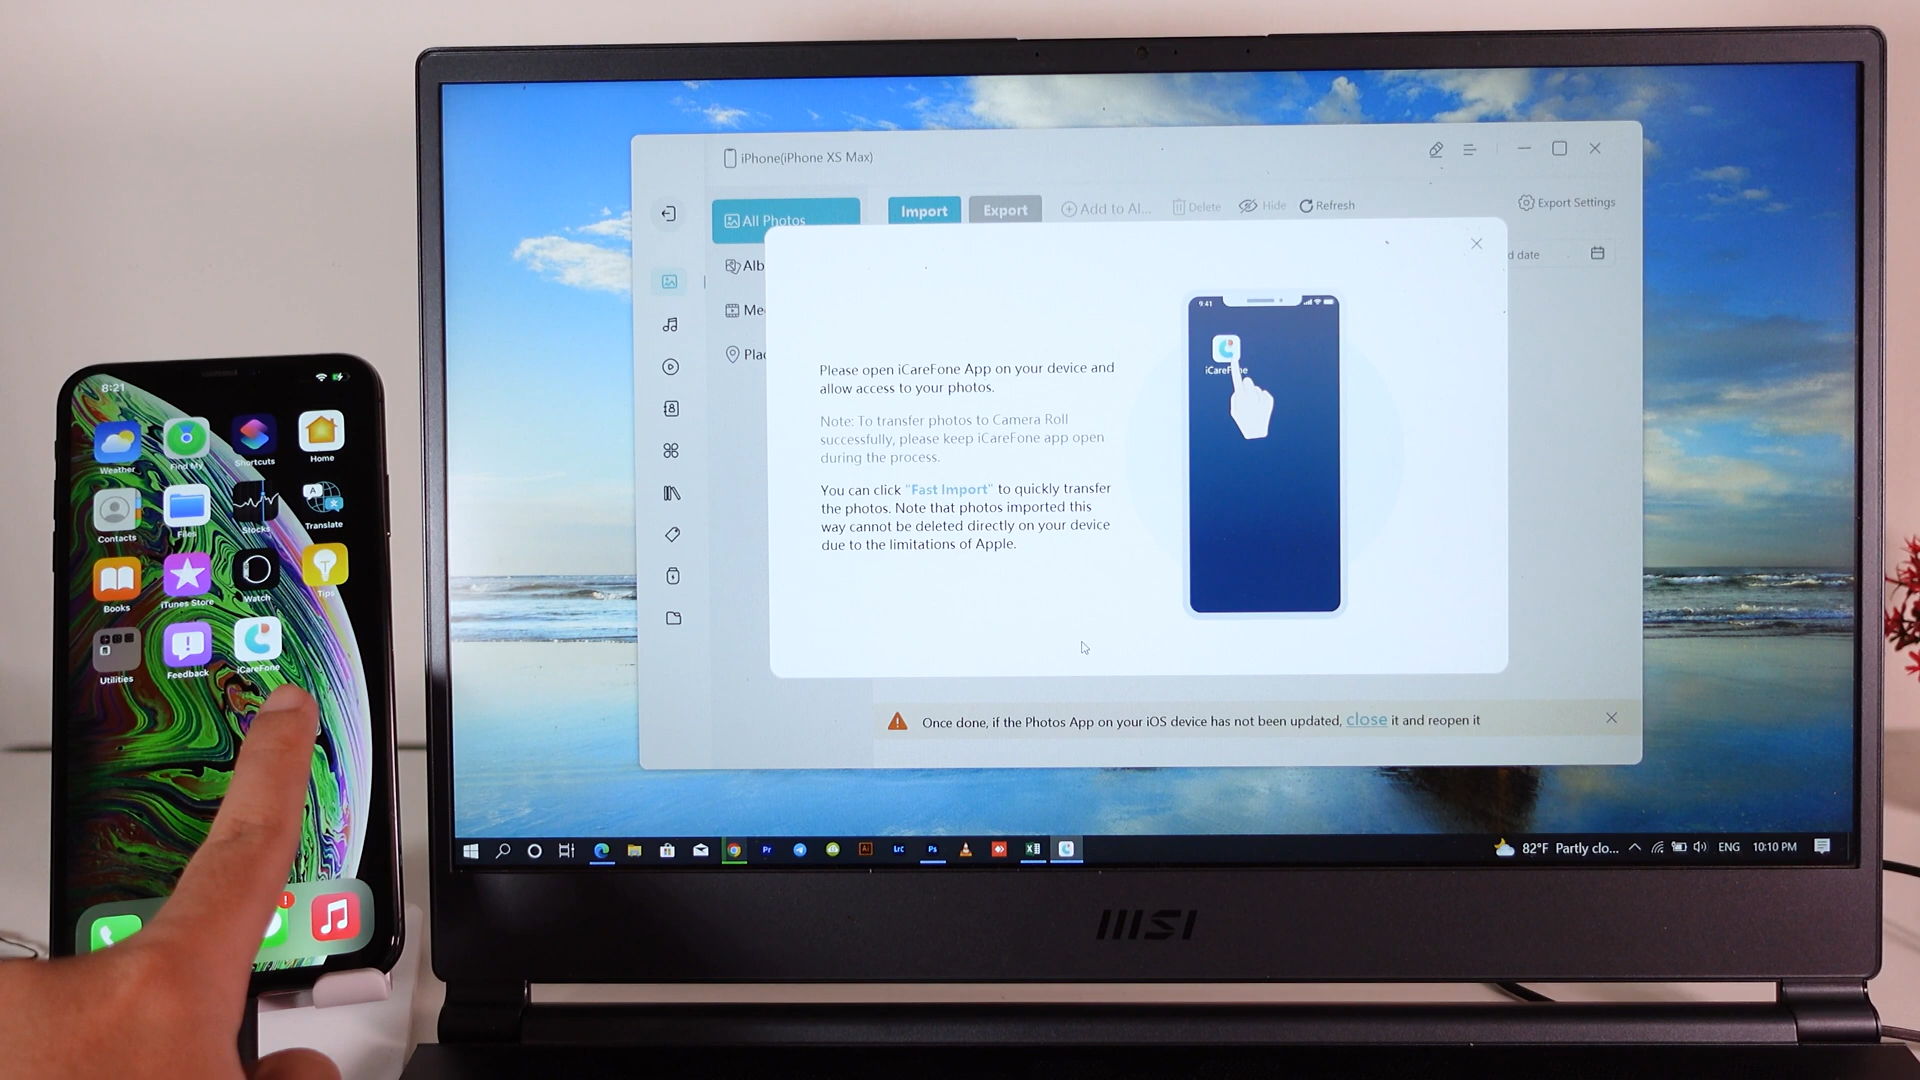 8:21
Weather
Find My
Shortcuts
Home
Contacts
Files
Stocks
Translate
Books
iTunes Store
Watch
Tips
Utilities
Feedback
iCareFone
iPhone(iPhone XS Max)
All Photos
Import
Export
Add to Al...
Delete
Hide
Refresh
Export Settings
Alb
Me
Plac
d date
Please open iCareFone App on your device and
allow access to your photos.
Note: To transfer photos to Camera Roll
successfully, please keep iCareFone app open
during the process.
You can click "Fast Import" to quickly transfer
the photos. Note that photos imported this
way cannot be deleted directly on your device
due to the limitations of Apple.
9:41
iCareFone
Once done, if the Photos App on your iOS device has not been updated, close it and reopen it
Pr
Ai
Lrc
Ps
82°F Partly clo...
ENG
10:10 PM
msi